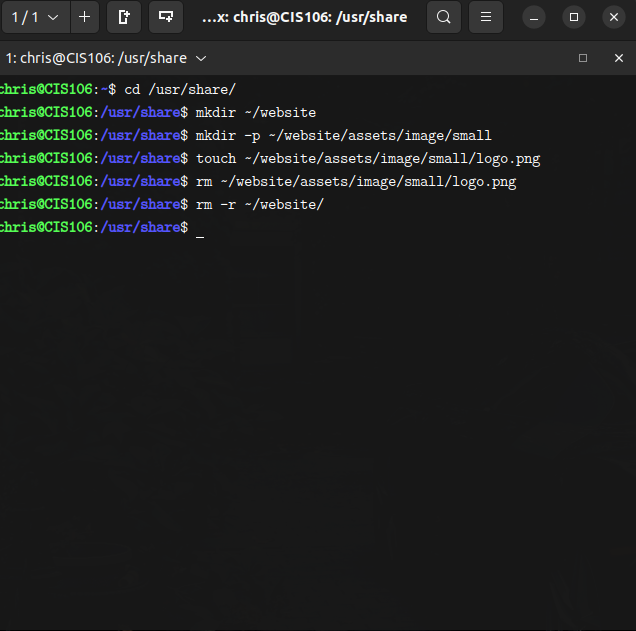 1 / 1
...x: chris@CIS106: /usr/share
1: chris@CIS106: /usr/share
chris@CIS106:~$ cd /usr/share/
chris@CIS106:/usr/share$ mkdir ~/website
chris@CIS106:/usr/share$ mkdir -p ~/website/assets/image/small
chris@CIS106:/usr/share$ touch ~/website/assets/image/small/logo.png
chris@CIS106:/usr/share$ rm ~/website/assets/image/small/logo.png
chris@CIS106:/usr/share$ rm -r ~/website/
chris@CIS106:/usr/share$ _